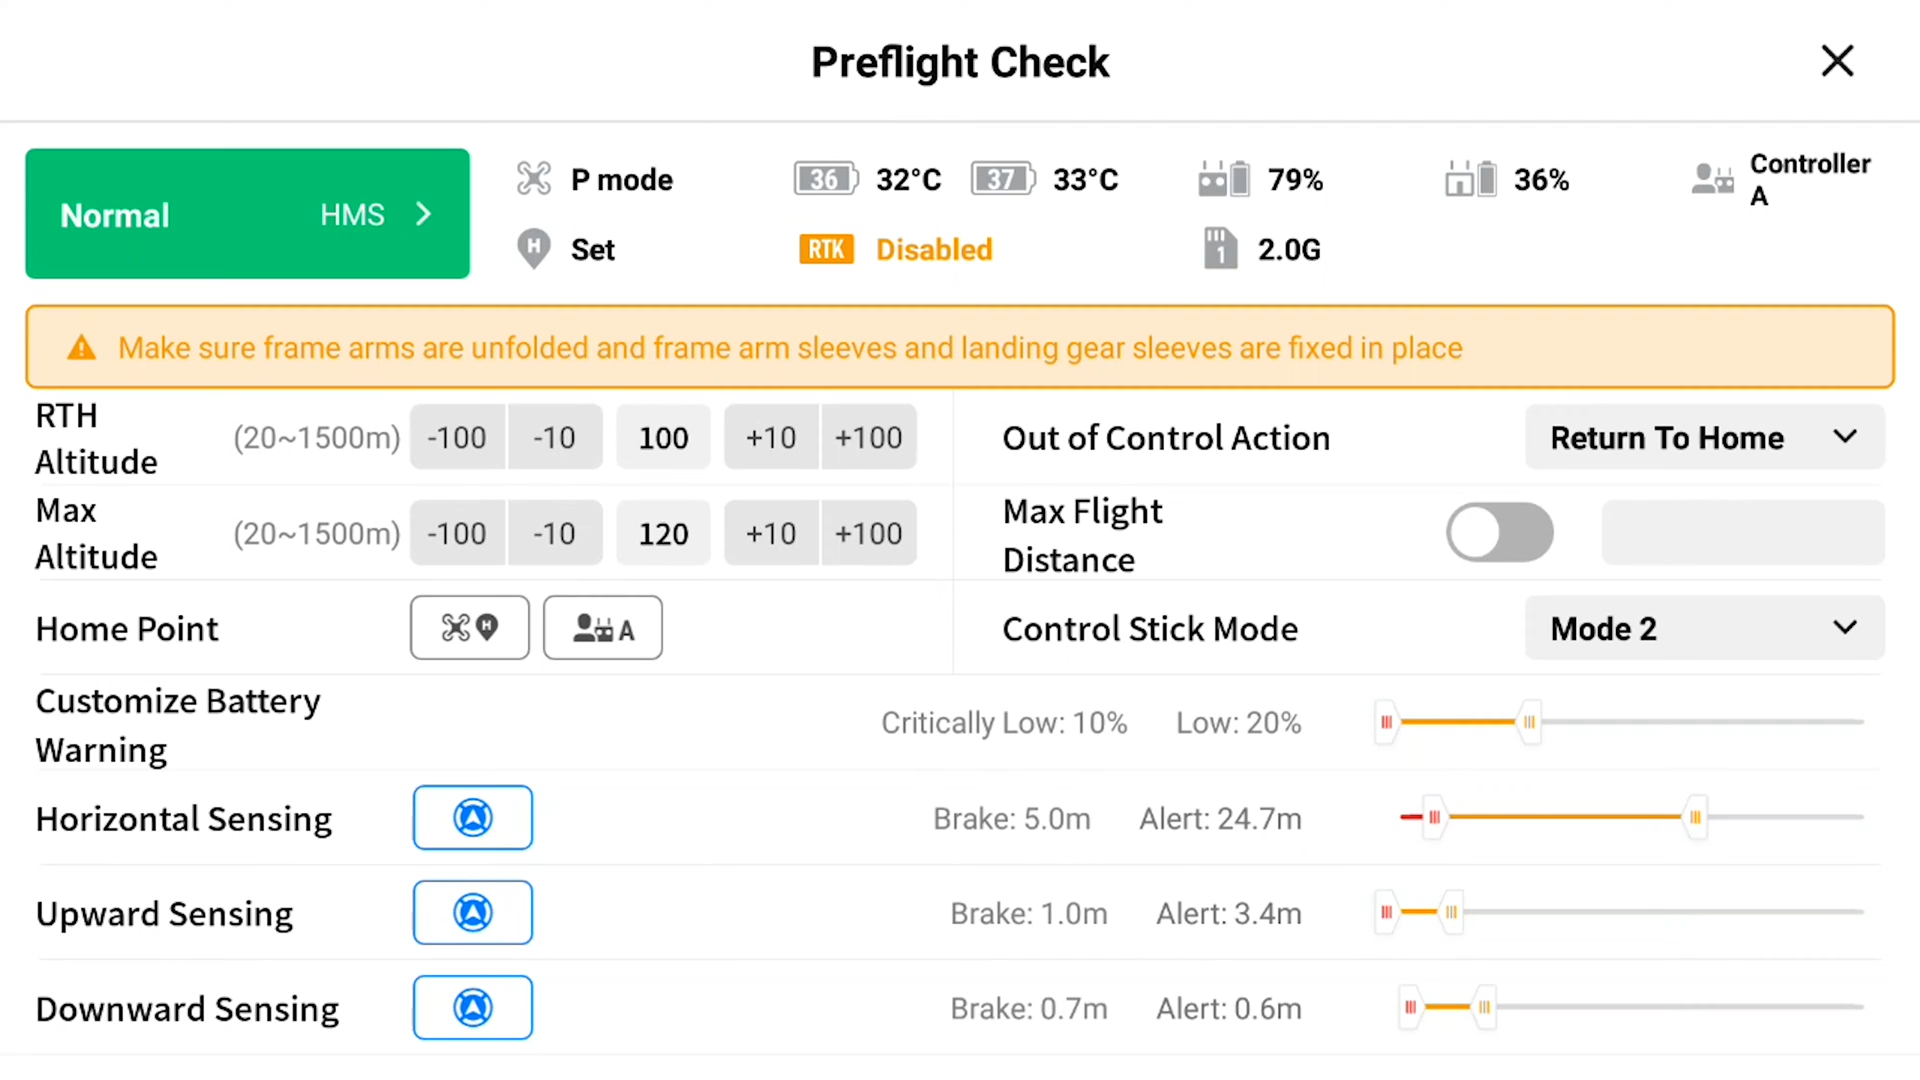 Preflight Check
Normal HMS
P mode 36 32°C 37 33°C 79% 36% Controller
A
H Set RTK Disabled 1 2.0G
Make sure frame arms are unfolded and frame arm sleeves and landing gear sleeves are fixed in place
RTH
Altitude (20~1500m) -100 -10 100 +10 +100
Out of Control Action Return To Home
Max
Altitude (20~1500m) -100 -10 120 +10 +100
Max Flight
Distance
Home Point H A
Control Stick Mode Mode 2
Customize Battery
Warning
Critically Low: 10% Low: 20%
Horizontal Sensing Brake: 5.0m Alert: 24.7m
Upward Sensing Brake: 1.0m Alert: 3.4m
Downward Sensing Brake: 0.7m Alert: 0.6m